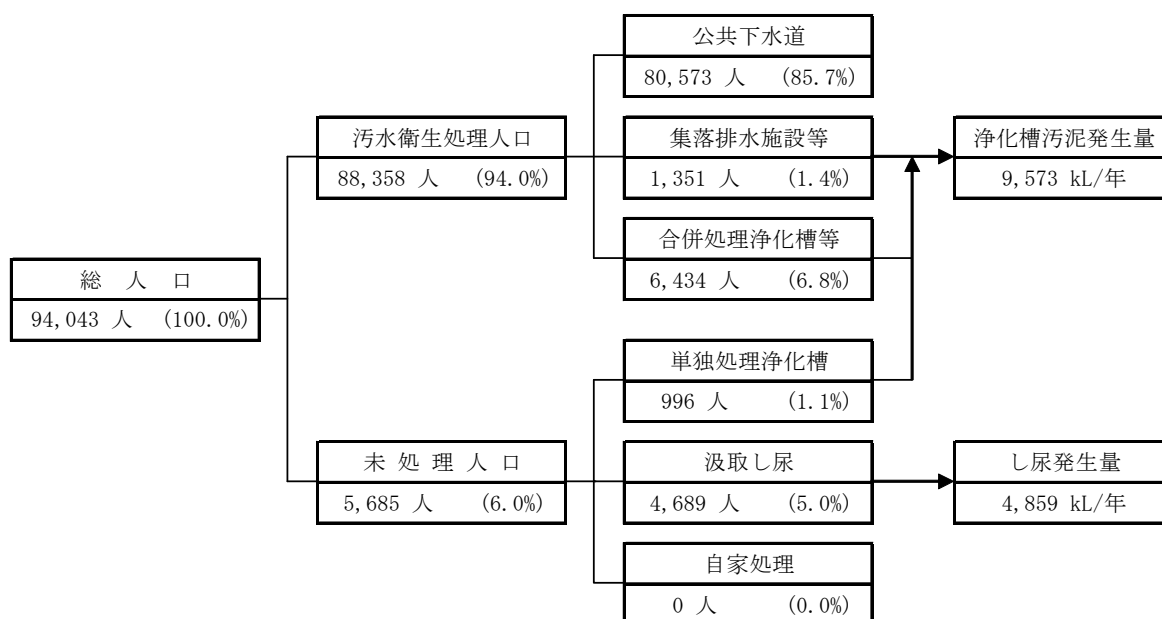 公共下水道
80,573 人 (85.7%)
汚水衛生処理人口
88,358 人 (94.0%)
集落排水施設等
1,351 人 (1.4%)
浄化槽汚泥発生量
9,573 kL/年
合併処理浄化槽等
6,434 人 (6.8%)
総 人 口
94,043 人 (100.0%)
単独処理浄化槽
996 人 (1.1%)
未 処 理 人 口
5,685 人 (6.0%)
汲取し尿
4,689 人 (5.0%)
し尿発生量
4,859 kL/年
自家処理
0 人 (0.0%)